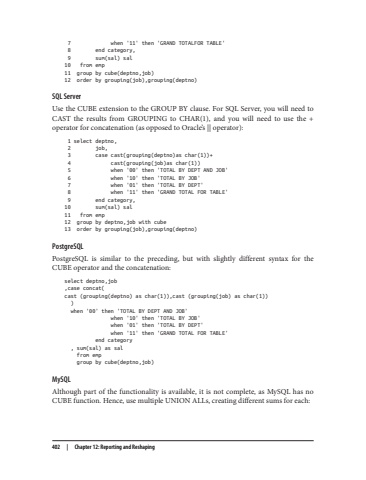 7 when '11' then 'GRAND TOTALFOR TABLE'
8 end category,
9 sum(sal) sal
10 from emp
11 group by cube(deptno,job)
12 order by grouping(job),grouping(deptno)
SQL Server
Use the CUBE extension to the GROUP BY clause. For SQL Server, you will need to
CAST the results from GROUPING to CHAR(1), and you will need to use the +
operator for concatenation (as opposed to Oracle's || operator):
1 select deptno,
2 job,
3 case cast(grouping(deptno)as char(1))+
4 cast(grouping(job)as char(1))
5 when '00' then 'TOTAL BY DEPT AND JOB'
6 when '10' then 'TOTAL BY JOB'
7 when '01' then 'TOTAL BY DEPT'
8 when '11' then 'GRAND TOTAL FOR TABLE'
9 end category,
10 sum(sal) sal
11 from emp
12 group by deptno,job with cube
13 order by grouping(job),grouping(deptno)
PostgreSQL
PostgreSQL is similar to the preceding, but with slightly different syntax for the
CUBE operator and the concatenation:
select deptno,job
,case concat(
cast (grouping(deptno) as char(1)),cast (grouping(job) as char(1))
)
when '00' then 'TOTAL BY DEPT AND JOB'
when '10' then 'TOTAL BY JOB'
when '01' then 'TOTAL BY DEPT'
when '11' then 'GRAND TOTAL FOR TABLE'
end category
, sum(sal) as sal
from emp
group by cube(deptno,job)
MySQL
Although part of the functionality is available, it is not complete, as MySQL has no
CUBE function. Hence, use multiple UNION ALLs, creating different sums for each:
402 | Chapter 12: Reporting and Reshaping